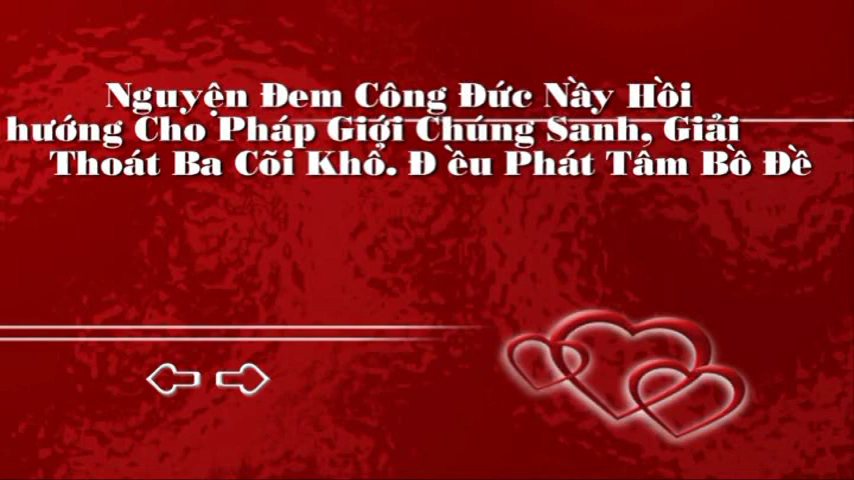 Nguyện Đem Công Đức Nầy Hồi
hướng Cho Pháp Giới Chúng Sanh, Giải
Thoát Ba Cõi Khổ. Đ ều Phát Tâm Bồ Đề